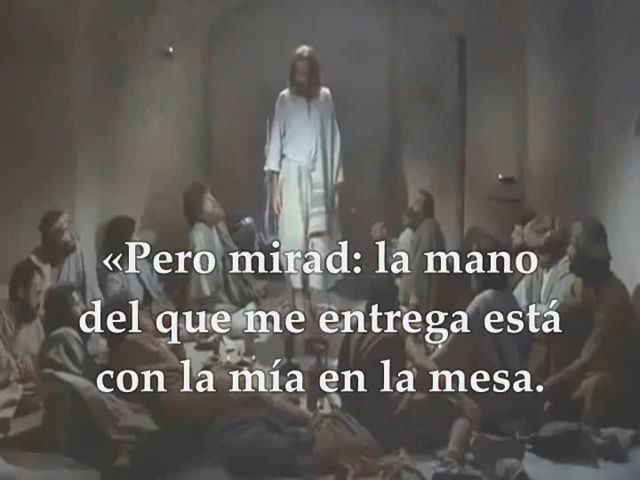 «Pero mirad: la mano
del que me entrega está
con la mía en la mesa.